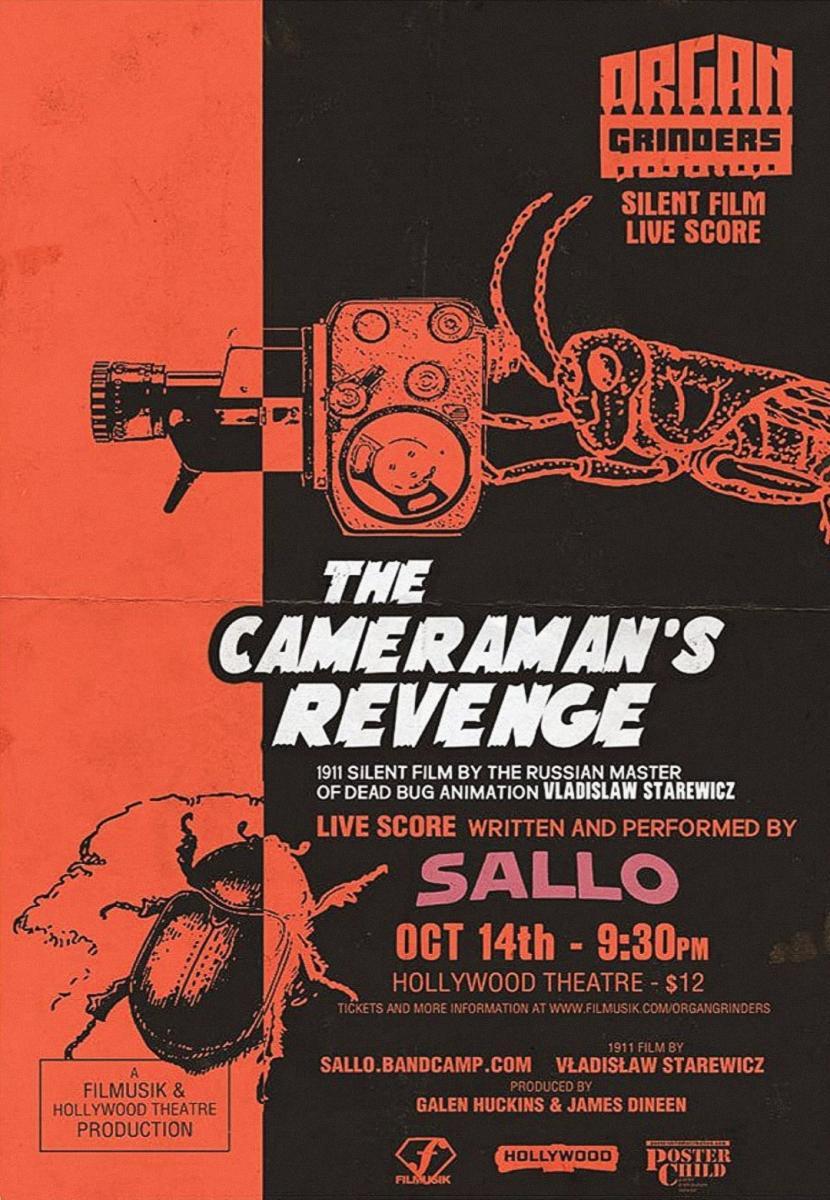 ORGAN
GRINDERS
SILENT FILM
LIVE SCORE
THE
CAMERAMAN'S
REVENGE
1911 SILENT FILM BY THE RUSSIAN MASTER
OF DEAD BUG ANIMATION VLADISLAW STAREWICZ
LIVE SCORE WRITTEN AND PERFORMED BY
SALLO
OCT 14th - 9:30PM
HOLLYWOOD THEATRE - $12
TICKETS AND MORE INFORMATION AT WWW.FILMUSIK.COM/ORGANGRINDERS
1911 FILM BY
SALLO.BANDCAMP.COM VŁADISŁAW STAREWICZ
PRODUCED BY
GALEN HUCKINS & JAMES DINEEN
A
FILMUSIK &
HOLLYWOOD THEATRE
PRODUCTION
FILMUSIK
HOLLYWOOD
POSTER
CHILD